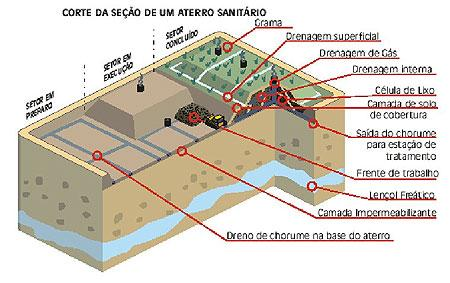 CORTE DA SEÇÃO DE UM ATERRO SANITÁRIO
SETOR EM
PREPARO
SETOR EM
EXECUÇÃO
SETOR
CONCLUÍDO
Grama
Drenagem superficial
Drenagem de Gás
Drenagem interna
Célula de Lixo
Camada de solo
de cobertura
Saída do chorume
para estação de
tratamento
Frente de trabalho
Lençol Freático
Camada Impermeabilizante
Dreno de chorume na base do aterro